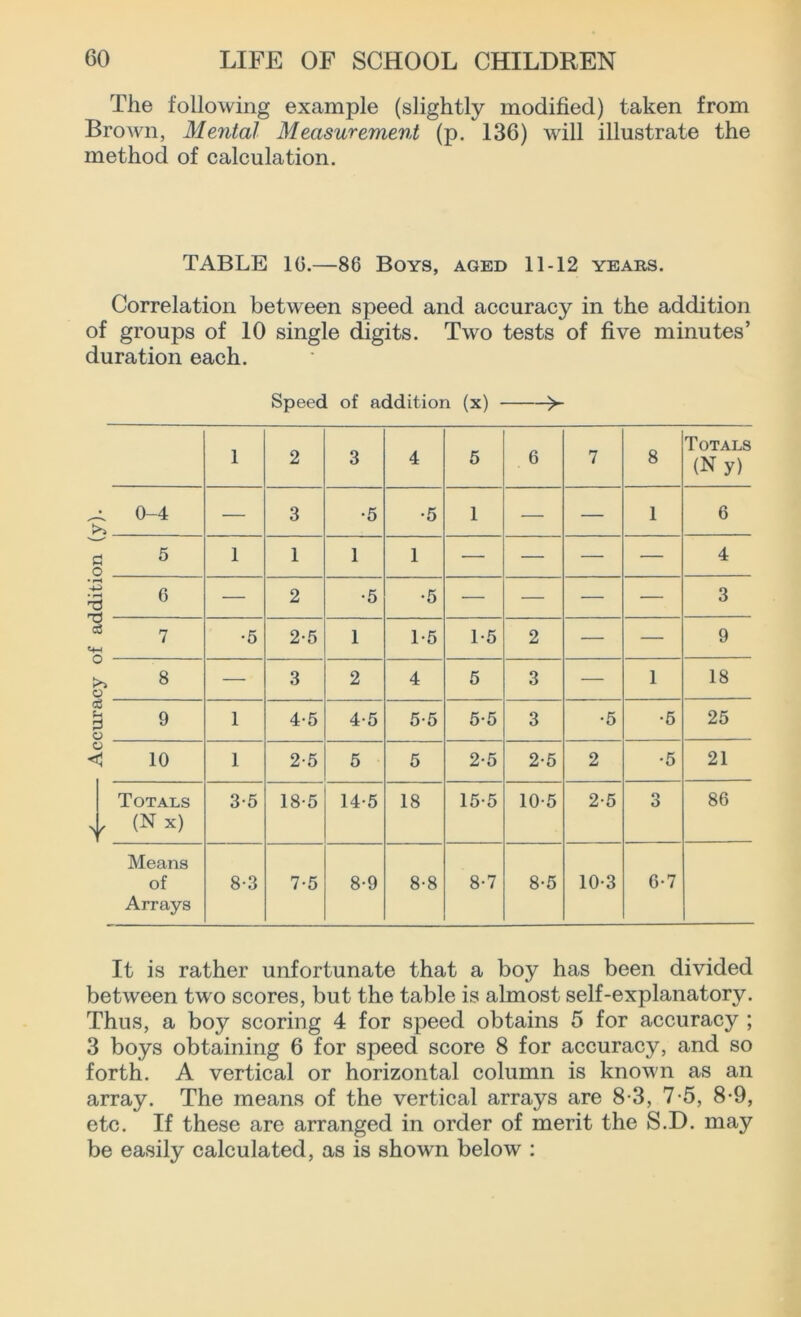 60 LIFE OF SCHOOL CHILDREN
The following example (slightly modified) taken from
Brown, Mental Measurement (p. 136) will illustrate the
method of calculation.
TABLE 16.—86 Boys, aged 11-12 years.
Correlation between speed and accuracy in the addition
of groups of 10 single digits. Two tests of five minutes'
duration each.
Speed of addition (x) →
Accuracy of addition (y).
1 2 3 4 5 6 7 8 Totals (N y)
0-4 — 3 ·5 ·5 1 — — 1 6
5 1 1 1 1 — — — — 4
6 — 2 ·5 ·5 — — — — 3
7 ·5 2·5 1 1·5 1·5 2 — — 9
8 — 3 2 4 5 3 — 1 18
9 1 4·5 4·5 5·5 5·5 3 ·5 ·5 25
10 1 2·5 5 5 2·5 2·5 2 ·5 21
Totals (N x) 3·5 18·5 14·5 18 15·5 10·5 2·5 3 86
Means of Arrays 8·3 7·5 8·9 8·8 8·7 8·5 10·3 6·7
It is rather unfortunate that a boy has been divided
between two scores, but the table is almost self-explanatory.
Thus, a boy scoring 4 for speed obtains 5 for accuracy ;
3 boys obtaining 6 for speed score 8 for accuracy, and so
forth. A vertical or horizontal column is known as an
array. The means of the vertical arrays are 8·3, 7·5, 8·9,
etc. If these are arranged in order of merit the S.D. may
be easily calculated, as is shown below :